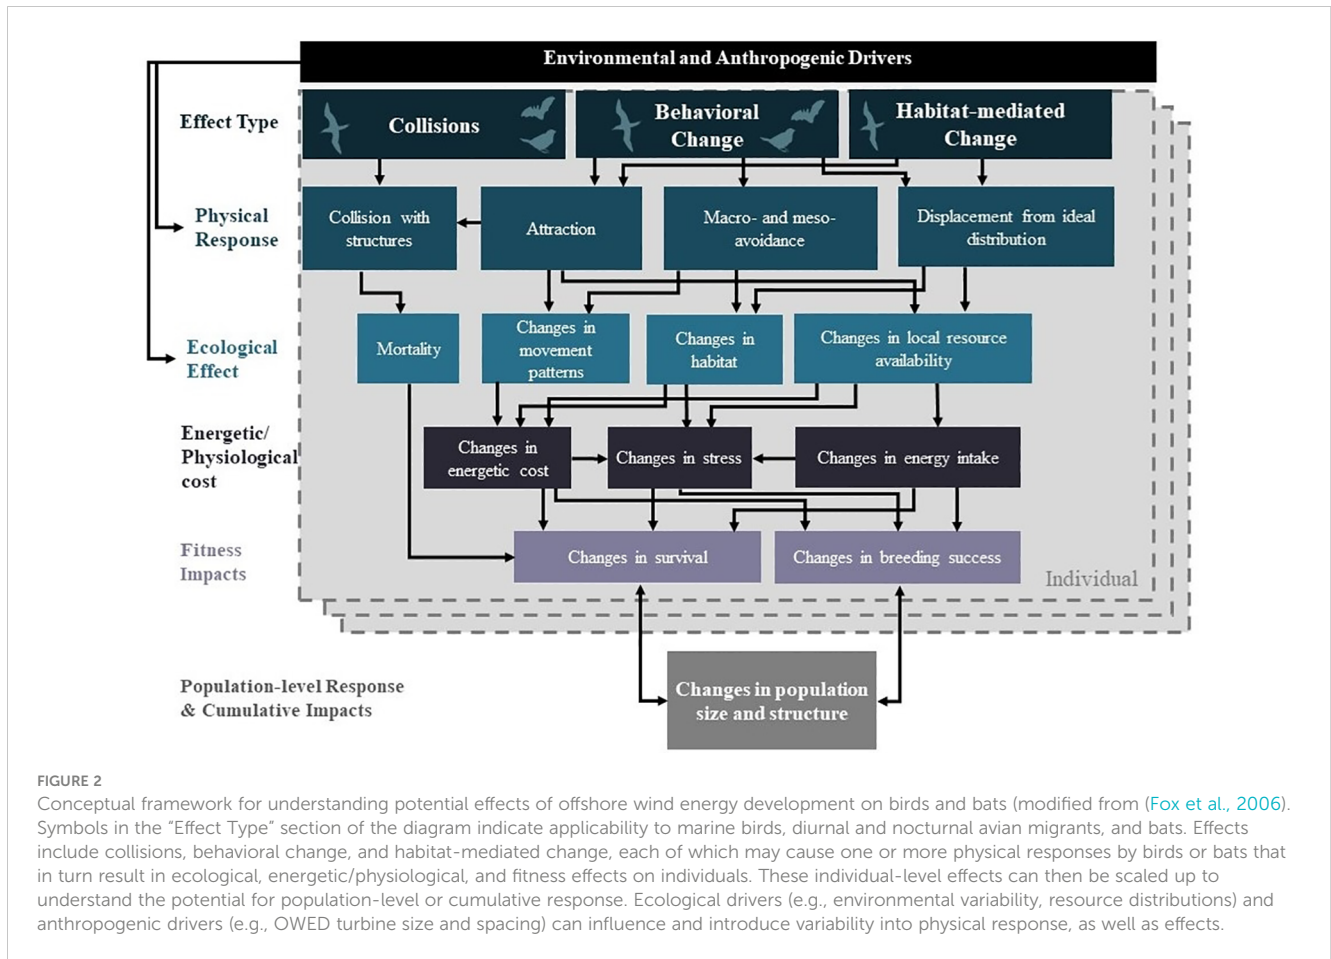 Environmental and Anthropogenic Drivers
Effect Type
Collisions
Behavioral
Change
Habitat-mediated
Change
Physical
Response
Collision with
structures
Attraction
Macro- and meso-
avoidance
Displacement from ideal
distribution
Ecological
Effect
Mortality
Changes in
movement
patterns
Changes in
habitat
Changes in local resource
availability
Energetic/
Physiological
cost
Changes in
energetic cost
Changes in stress
Changes in energy intake
Fitness
Impacts
Changes in survival
Changes in breeding success
Individual
Population-level Response
& Cumulative Impacts
Changes in population
size and structure
FIGURE 2
Conceptual framework for understanding potential effects of offshore wind energy development on birds and bats (modified from (Fox et al., 2006).
Symbols in the “Effect Type” section of the diagram indicate applicability to marine birds, diurnal and nocturnal avian migrants, and bats. Effects
include collisions, behavioral change, and habitat-mediated change, each of which may cause one or more physical responses by birds or bats that
in turn result in ecological, energetic/physiological, and fitness effects on individuals. These individual-level effects can then be scaled up to
understand the potential for population-level or cumulative response. Ecological drivers (e.g., environmental variability, resource distributions) and
anthropogenic drivers (e.g., OWED turbine size and spacing) can influence and introduce variability into physical response, as well as effects.